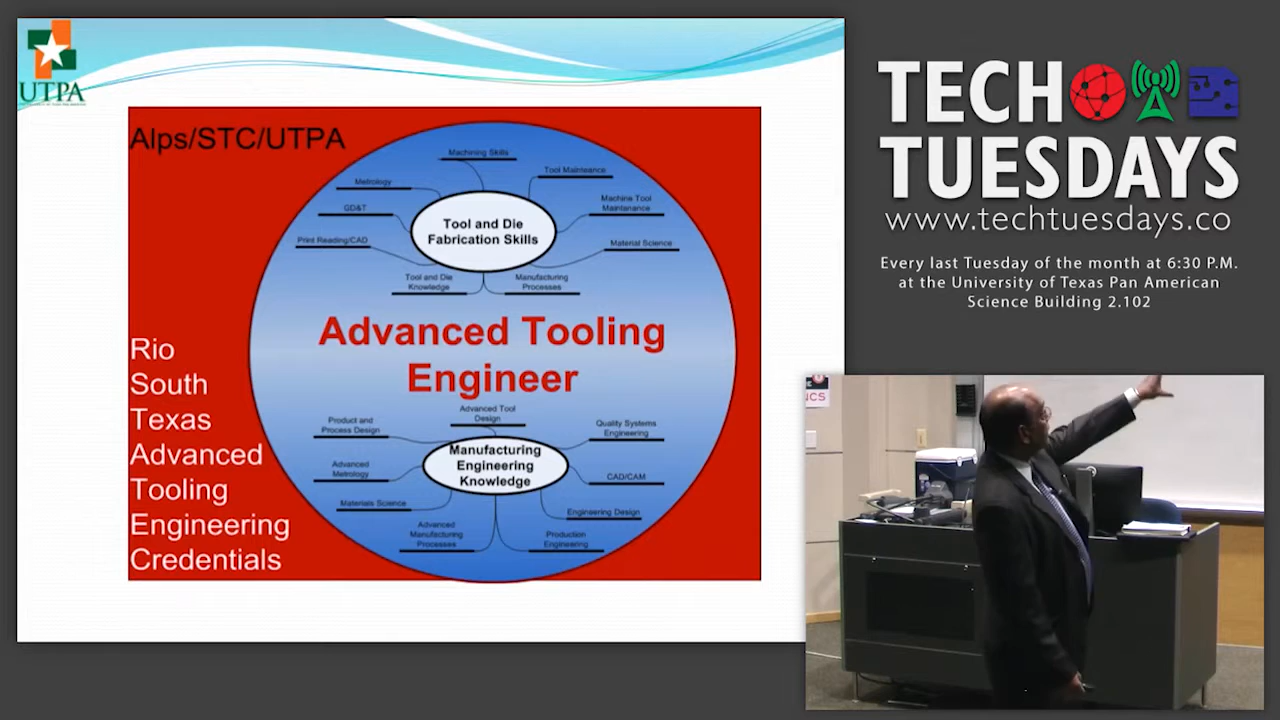 UTPA
Alps/STC/UTPA
Machining Skills
Tool Mainteance
Metrology
Machine Tool
Maintanance
GD&T
Tool and Die
Fabrication Skills
Print Reading/CAD
Material Science
Tool and Die
Knowledge
Manufacturing
Processes
Advanced Tooling
Engineer
Rio
South
Texas
Advanced
Tooling
Engineering
Credentials
Advanced Tool
Design
Product and
Process Design
Quality Systems
Engineering
Manufacturing
Engineering
Knowledge
Advanced
Metrology
CAD/CAM
Materials Science
Engineering Design
Advanced
Manufacturing
Processes
Production
Engineering
TECH
TUESDAYS
www.techtuesdays.co
Every last Tuesday of the month at 6:30 P.M.
at the University of Texas Pan American
Science Building 2.102